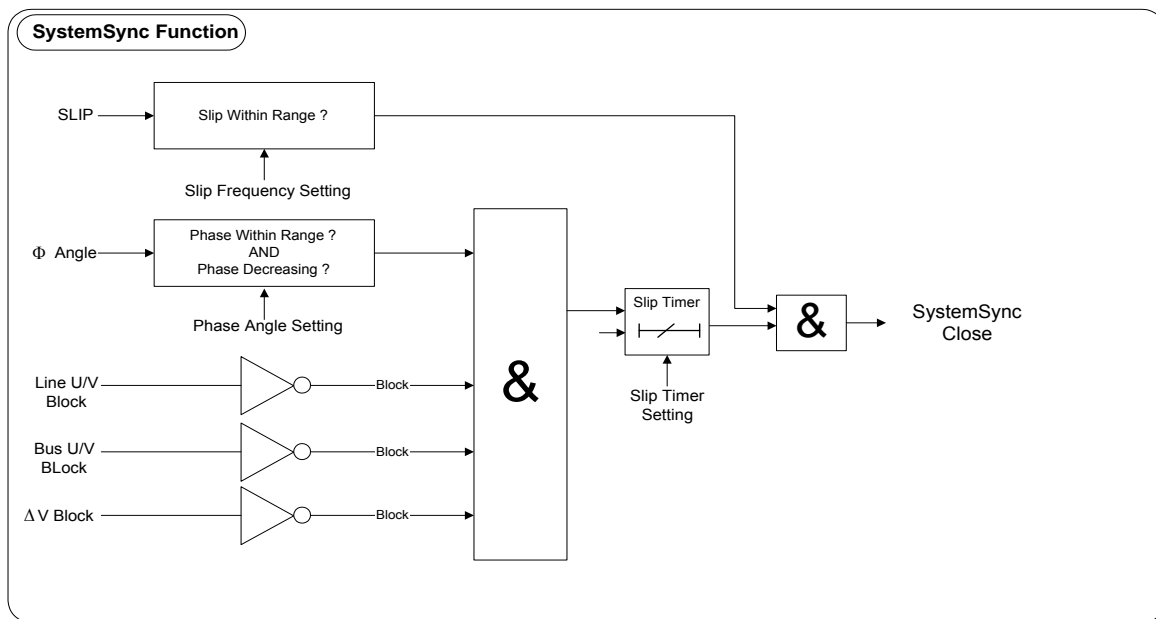 SystemSync Function
SLIP
Slip Within Range ?
Slip Frequency Setting
Φ Angle
Phase Within Range ?
AND
Phase Decreasing ?
Phase Angle Setting
Line U/V
Block
Block
Bus U/V
BLock
Block
ΔV Block
Block
&
Slip Timer
Slip Timer
Setting
&
SystemSync
Close